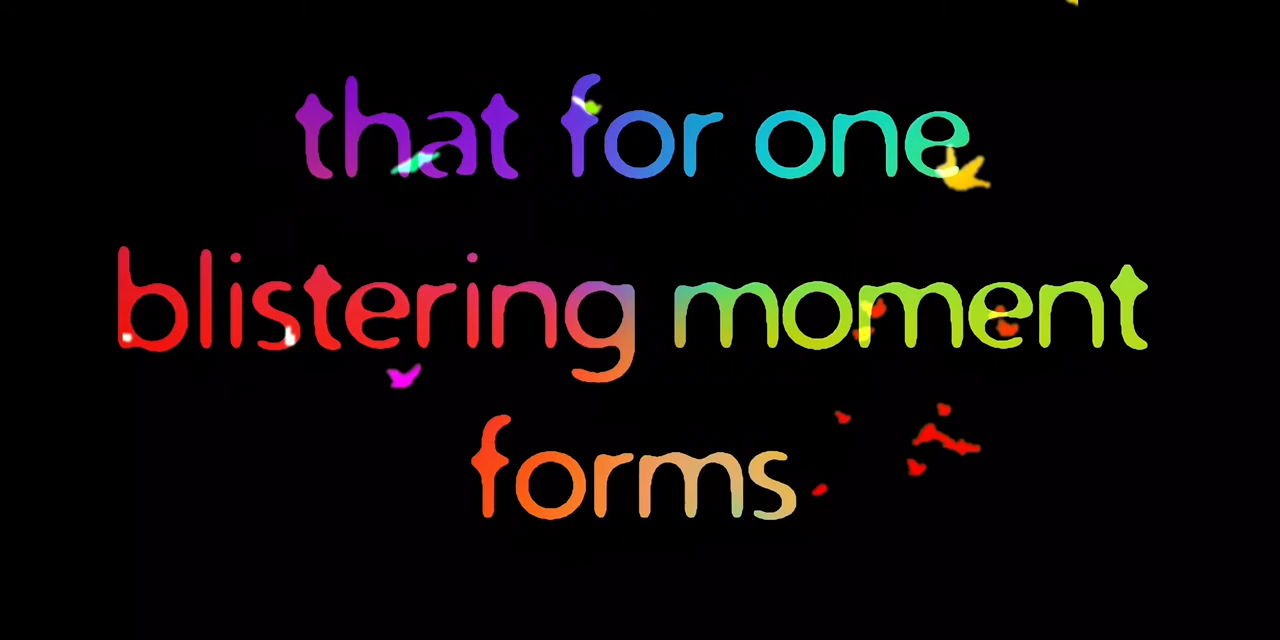 that for one
blistering moment
forms